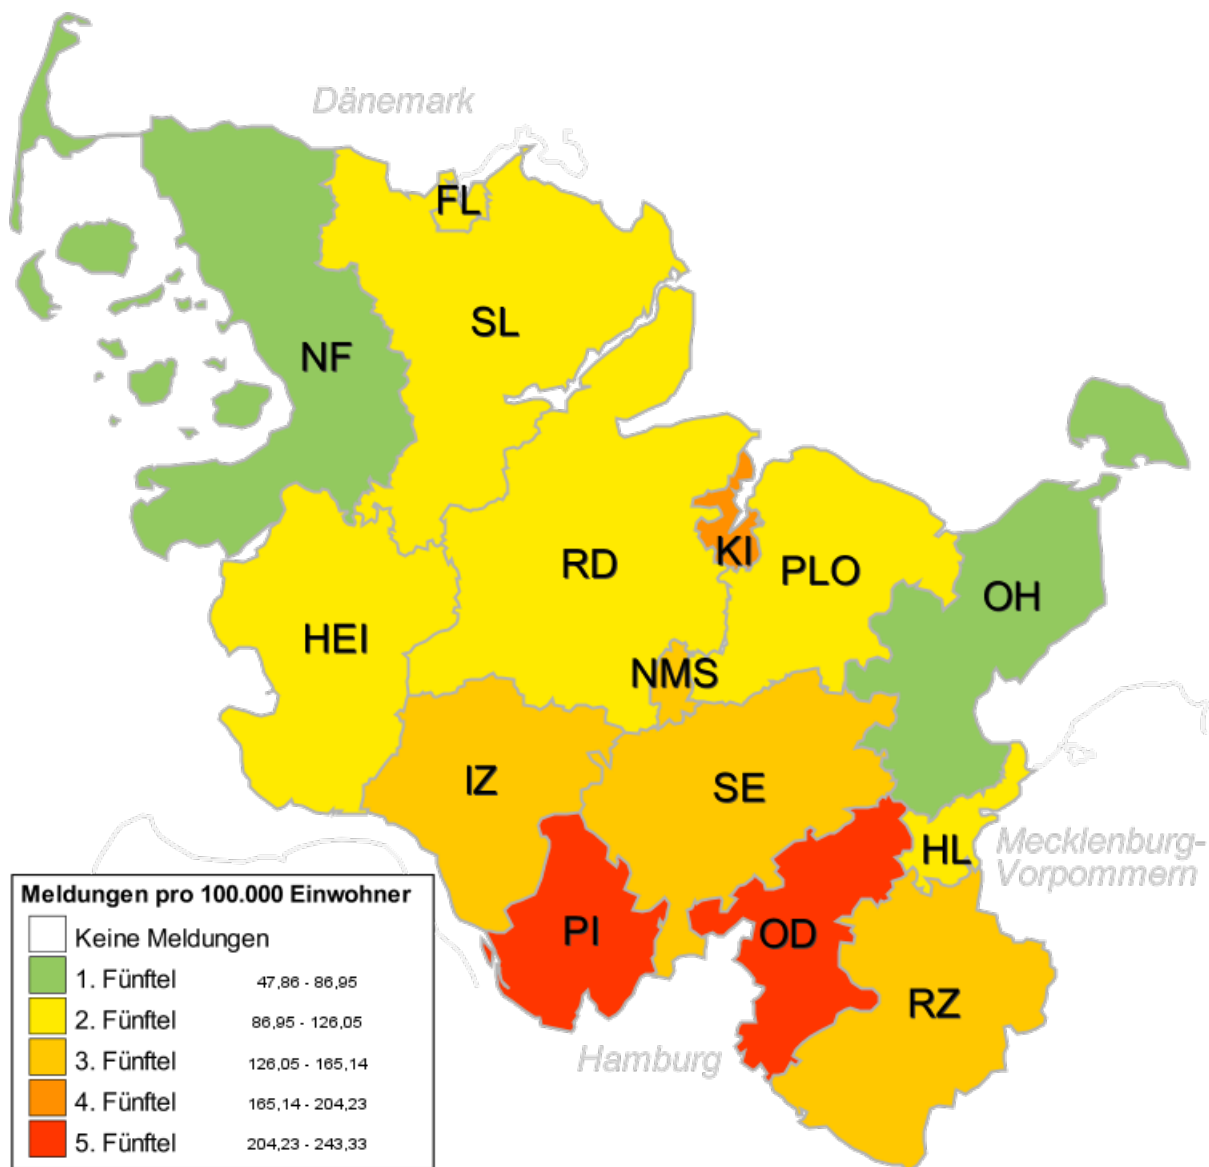 Dänemark
FL
SL
NF
KI
RD
PLO
OH
HEI
NMS
IZ
SE
HL
Mecklenburg-
Vorpommern
PI
OD
RZ
Hamburg
Meldungen pro 100.000 Einwohner
Keine Meldungen
1. Fünftel 47,86 - 86,95
2. Fünftel 86,95 - 126,05
3. Fünftel 126,05 - 165,14
4. Fünftel 165,14 - 204,23
5. Fünftel 204,23 - 243,33